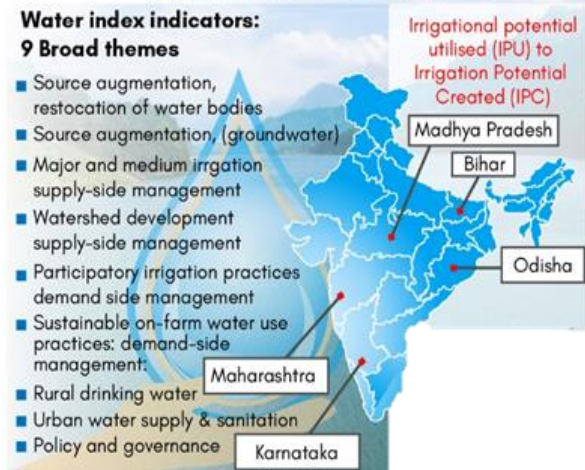 Water index indicators:
9 Broad themes
Source augmentation,
restocation of water bodies
Source augmentation, (groundwater)
Major and medium irrgation
supply-side management
Watershed development
supply-side management
Participatory irrigation practices
demand side management
Sustainable on-farm water use
practices: demand-side
management:
Rural drinking water
Urban water supply & sanitation
Policy and governance
Irrigational potential
utilised (IPU) to
Irrigation Potential
Created (IPC)
Madhya Pradesh
Bihar
Odisha
Maharashtra
Karnataka